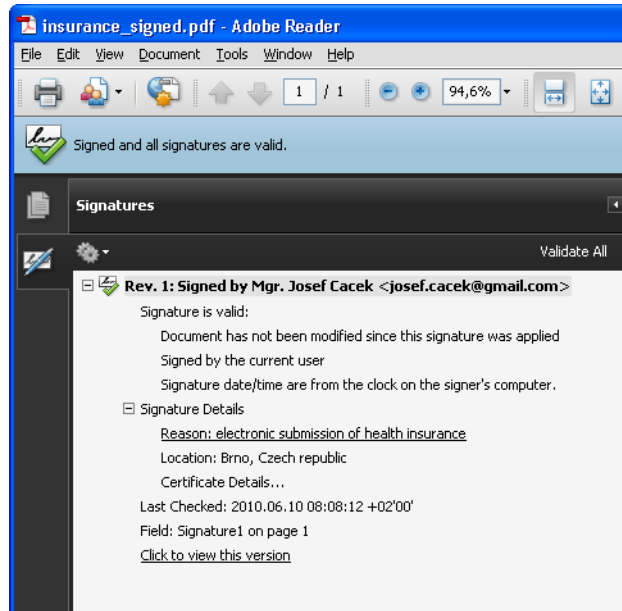 insurance_signed.pdf - Adobe Reader
File Edit View Document Tools Window Help
1 / 1 94,6%
Signed and all signatures are valid.
Signatures
Validate All
Rev. 1: Signed by Mgr. Josef Cacek <josef.cacek@gmail.com>
Signature is valid:
Document has not been modified since this signature was applied
Signed by the current user
Signature date/time are from the clock on the signer's computer.
Signature Details
Reason: electronic submission of health insurance
Location: Brno, Czech republic
Certificate Details...
Last Checked: 2010.06.10 08:08:12 +02'00'
Field: Signature1 on page 1
Click to view this version